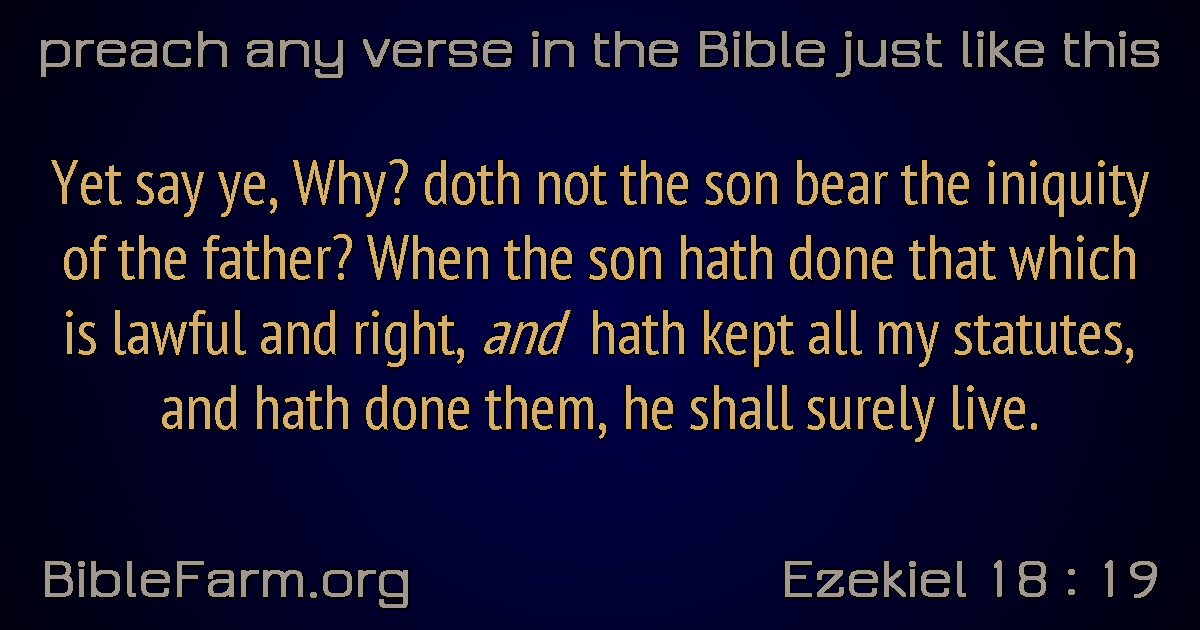 preach any verse in the Bible just like this
Yet say ye, Why? doth not the son bear the iniquity
of the father? When the son hath done that which
is lawful and right, and hath kept all my statutes,
and hath done them, he shall surely live.
BibleFarm.org
Ezekiel 18 : 19